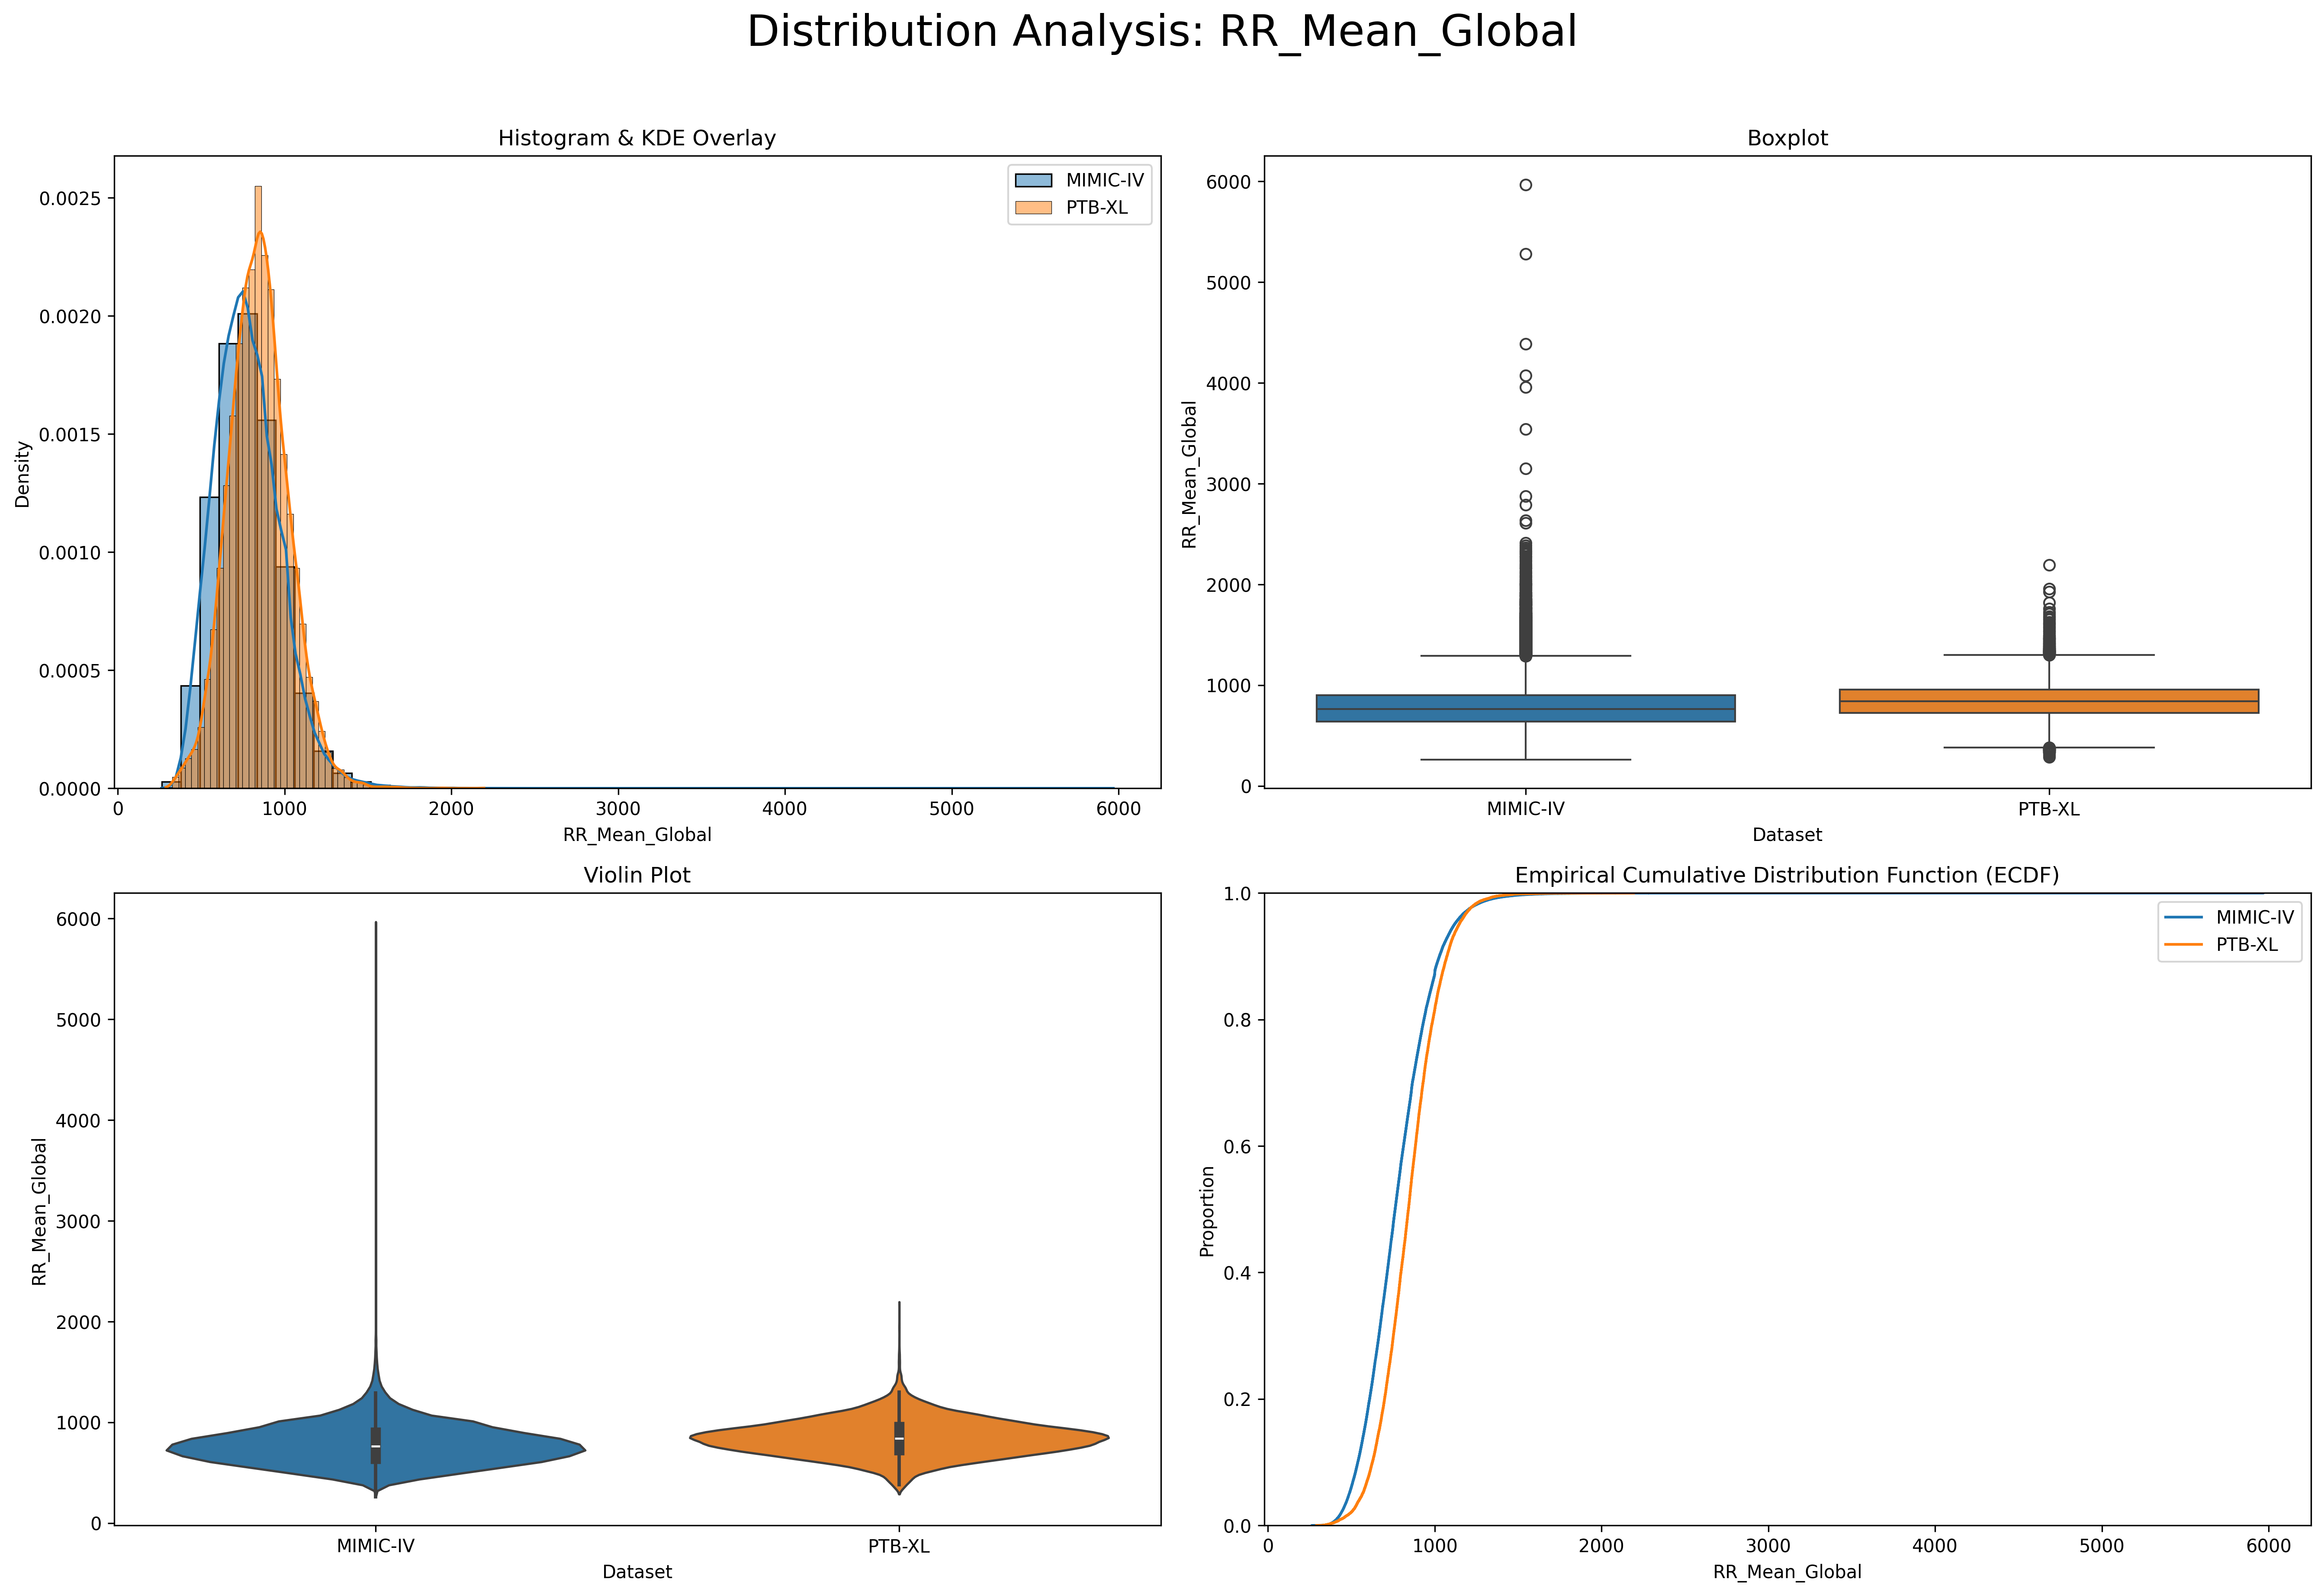 Distribution Analysis: RR_Mean_Global
Histogram & KDE Overlay
MIMIC-IV
PTB-XL
0.0025
0.0020
0.0015
0.0010
0.0005
0.0000
Density
0 1000 2000 3000 4000 5000 6000
RR_Mean_Global
Boxplot
6000
5000
4000
3000
2000
1000
0
RR_Mean_Global
MIMIC-IV PTB-XL
Dataset
Violin Plot
6000
5000
4000
3000
2000
1000
0
RR_Mean_Global
MIMIC-IV PTB-XL
Dataset
Empirical Cumulative Distribution Function (ECDF)
MIMIC-IV
PTB-XL
1.0
0.8
0.6
0.4
0.2
0.0
Proportion
0 1000 2000 3000 4000 5000 6000
RR_Mean_Global